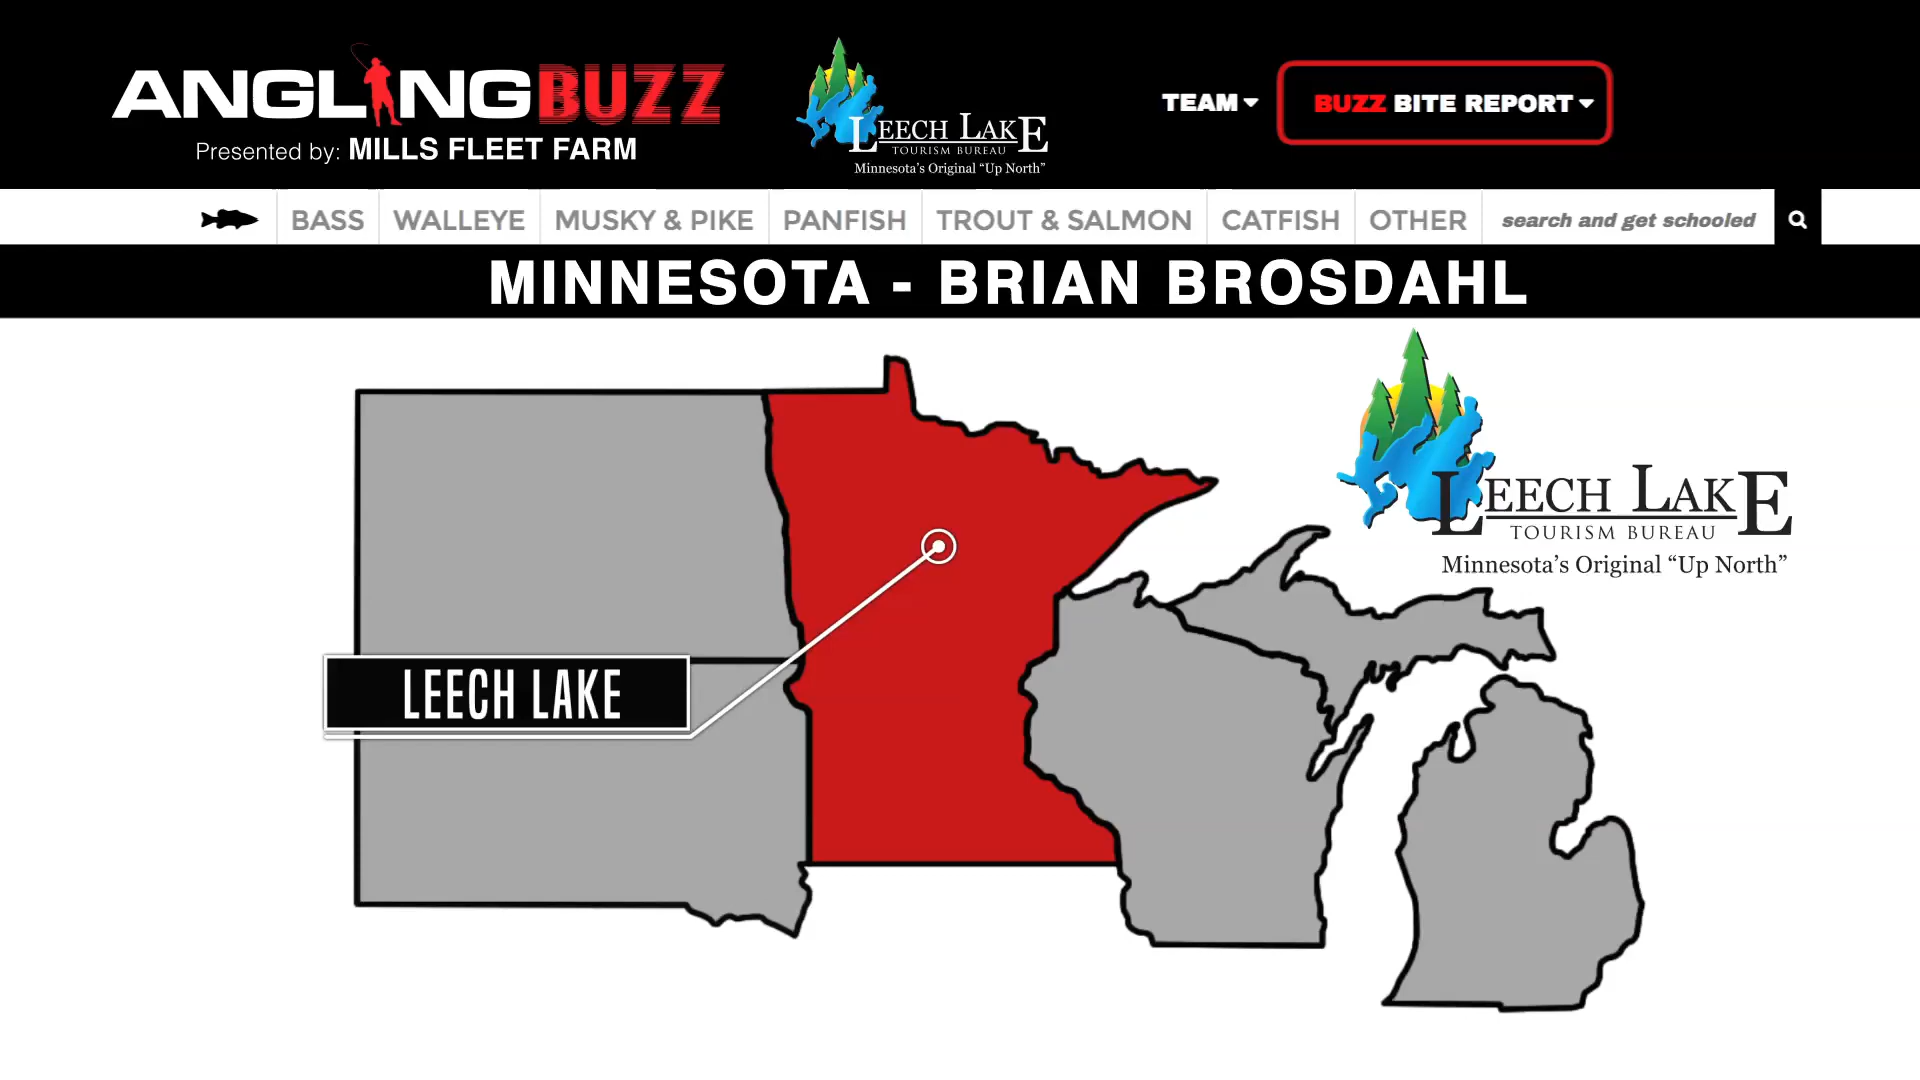 ANGLINGBUZZ
Presented by: MILLS FLEET FARM
LEECH LAKE
TOURISM BUREAU
Minnesota's Original “Up North”
TEAM
BUZZ BITE REPORT
BASS WALLEYE MUSKY & PIKE PANFISH TROUT & SALMON CATFISH OTHER search and get schooled
MINNESOTA - BRIAN BROSDAHL
LEECH LAKE
TOURISM BUREAU
Minnesota's Original “Up North”
LEECH LAKE